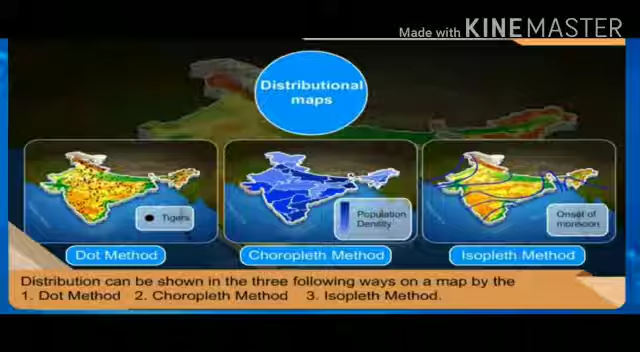 Made with KINEMASTER
Distributional
maps
Tigers
Population
Density
Onset of
monsoon
Dot Method
Choropleth Method
Isopleth Method
Distribution can be shown in the three following ways on a map by the
1. Dot Method 2. Choropleth Method 3. Isopleth Method.